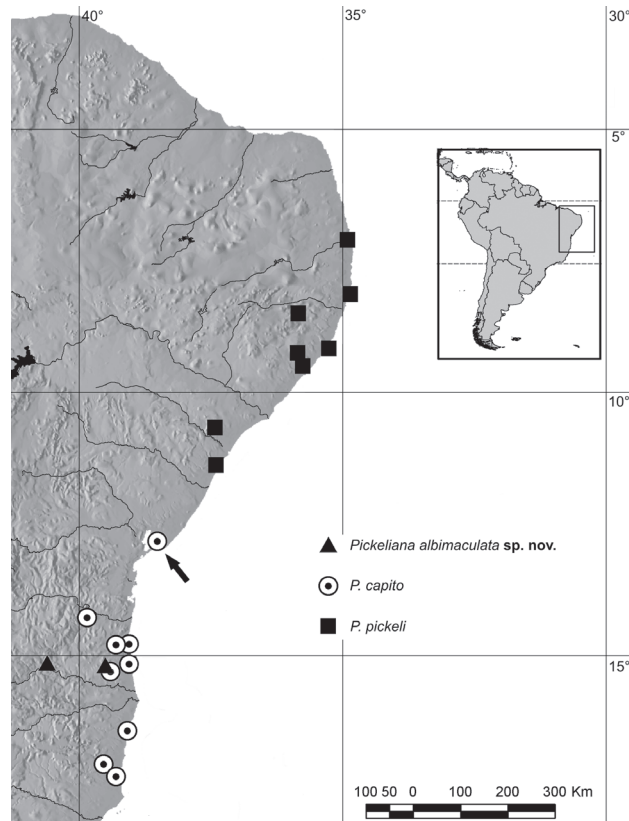 40° 35° 30°
5°
10°
Pickeliana albimaculata sp. nov.
P. capito
P. pickeli
15°
100 50 0 100 200 300 Km